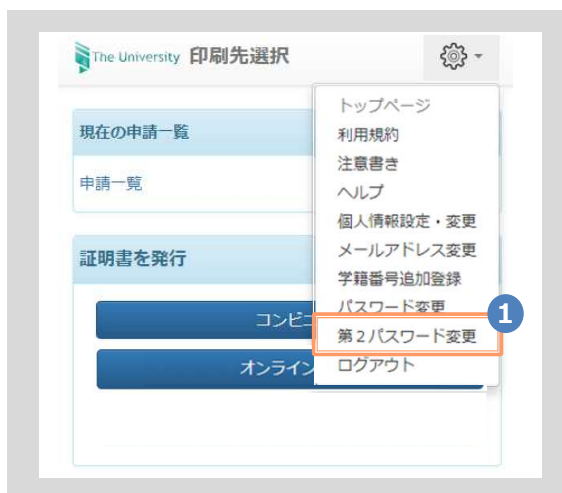 The University 印刷先選択
トップページ
現在の申請一覧
利用規約
注意書き
申請一覧
ヘルプ
個人情報設定・変更
メールアドレス変更
証明書を発行
学籍番号追加登録
パスワード変更
1
コンビニ
第2パスワード変更
オンライン
ログアウト